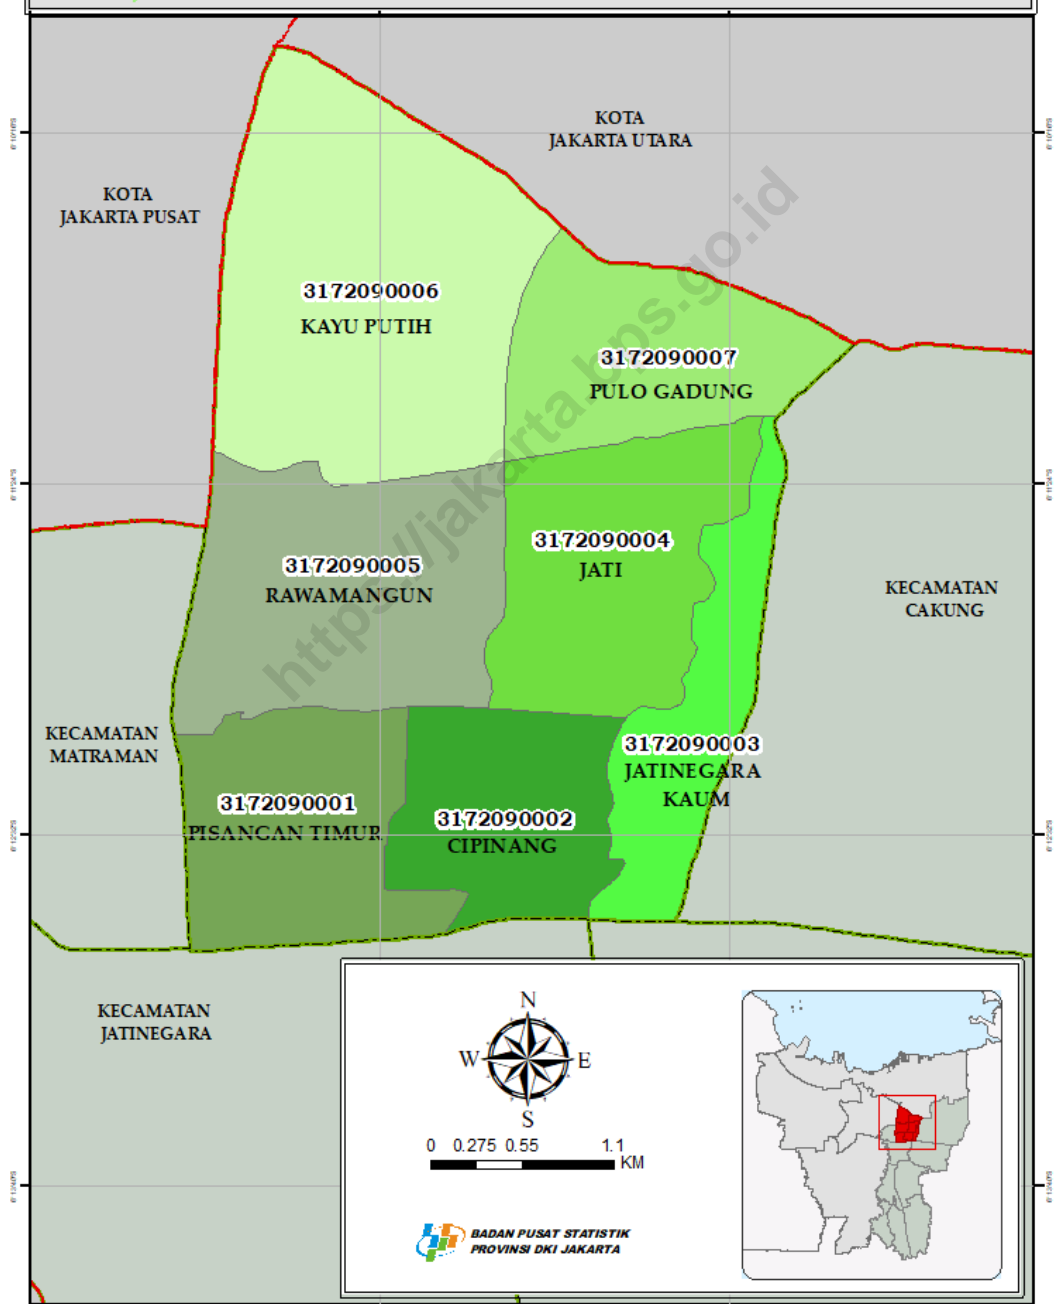 KOTA
JAKARTA UTARA
KOTA
JAKARTA PUSAT
3172090006
KAYU PUTIH
3172090007
PULO GADUNG
3172090004
JATI
3172090005
RAWAMANGUN
KECAMATAN
CAKUNG
KECAMATAN
MATRAMAN
3172090003
JATINEGARA
KAUM
3172090001
PISANGAN TIMUR
3172090002
CIPINANG
https://jakarta.bps.go.id
KECAMATAN
JATINEGARA
N
W E
S
0 0.275 0.55 1.1
KM
BADAN PUSAT STATISTIK
PROVINSI DKI JAKARTA